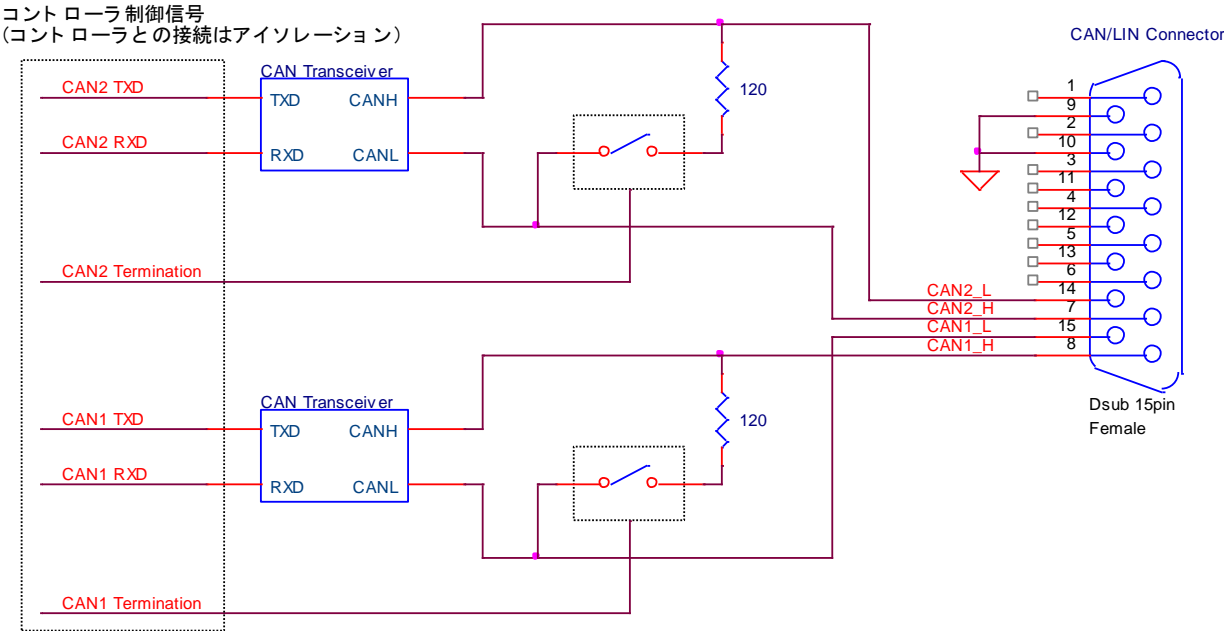 コントローラ制御信号
(コントローラとの接続はアイソレーション)
CAN/LIN Connector
CAN2 TXD
CAN Transceiver
TXD
CANH
120
CAN2 RXD
RXD
CANL
CAN2 Termination
1
9
2
10
3
11
4
12
5
13
6
14
7
15
8
CAN2_L
CAN2_H
CAN1_L
CAN1_H
Dsub 15pin
Female
CAN1 TXD
CAN Transceiver
TXD
CANH
120
CAN1 RXD
RXD
CANL
CAN1 Termination